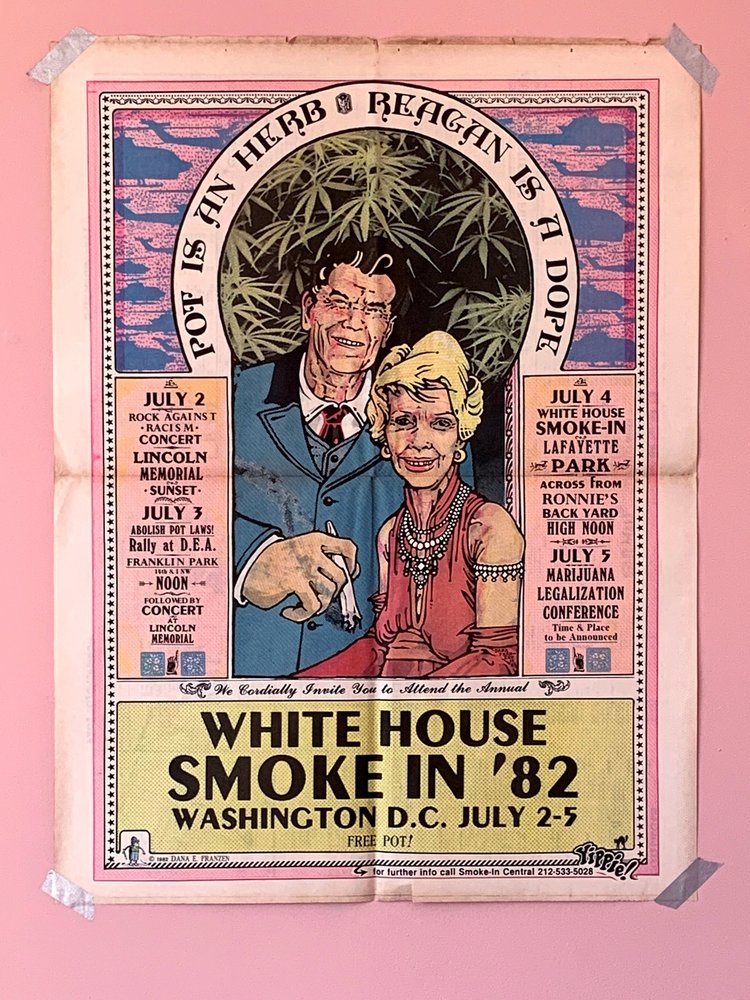 POT IS AN HERB REAGAN IS A DOPE
JULY 2
ROCK AGAINST
·RACISM·
CONCERT
LINCOLN
MEMORIAL
·SUNSET·
JULY 3
ABOLISH POT LAWS!
Rally at D.E.A.
FRANKLIN PARK
14th & I NW
NOON
FOLLOWED BY
CONCERT
AT
LINCOLN
MEMORIAL
JULY 4
WHITE HOUSE
SMOKE-IN
LAFAYETTE
PARK
ACROSS FROM
RONNIE'S
BACK YARD
HIGH NOON
JULY 5
MARIJUANA
LEGALIZATION
CONFERENCE
Time & Place
to be Announced
We Cordially Invite You to Attend the Annual
WHITE HOUSE
SMOKE IN '82
WASHINGTON D.C. JULY 2-5
FREE POT!
© 1982 DANA E. FRANZEN
Yippie!
for further info call Smoke-In Central 212-533-5028